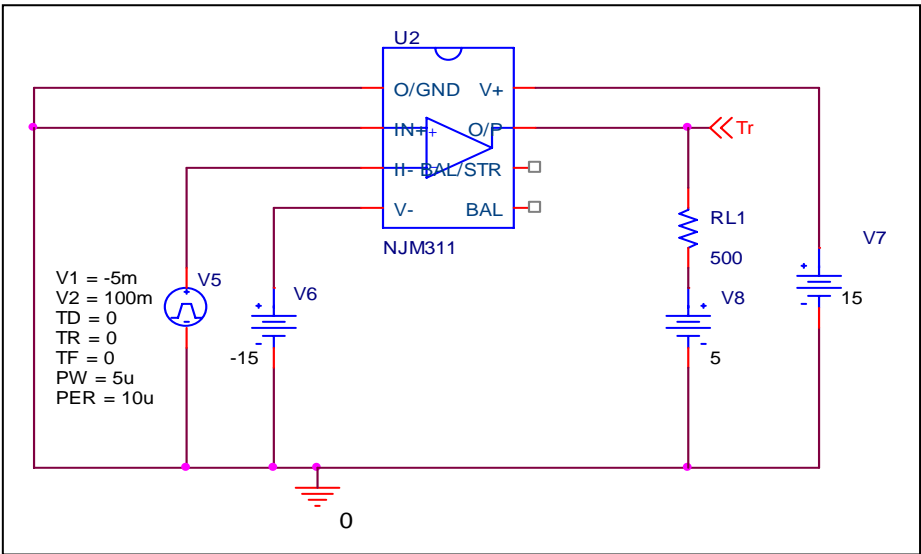 U2
O/GND V+
IN+ + O/P
II- BAL/STR
V- BAL
NJM311
Tr
RL1
500
V7
15
V8
5
V5
V6
-15
V1 = -5m
V2 = 100m
TD = 0
TR = 0
TF = 0
PW = 5u
PER = 10u
0